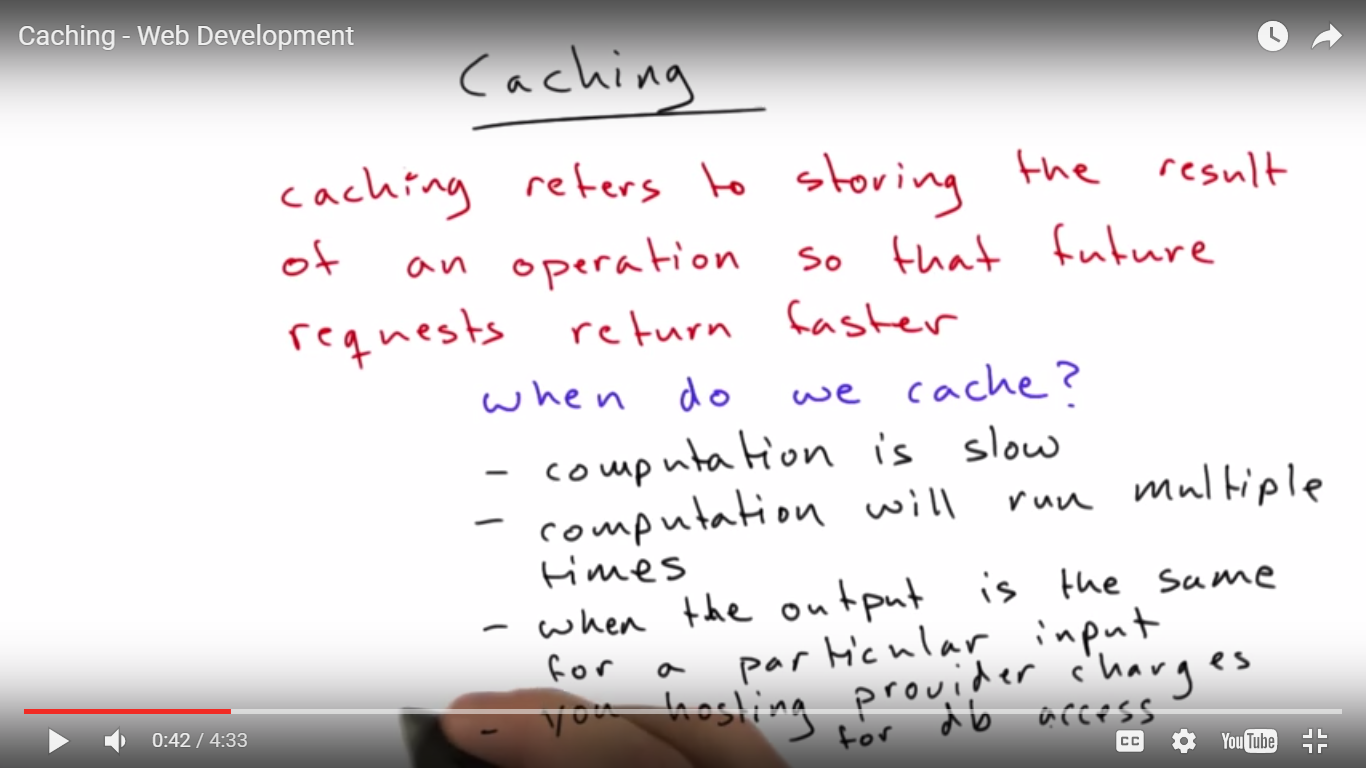 Caching - Web Development
Caching
caching refers to storing the result
of an operation so that future
requests return faster
when do we cache?
- computation is slow
- computation will run multiple
times
- when the output is the same
for a particular input
- you hosting provider charges
for db access
0:42 / 4:33
CC
YouTube